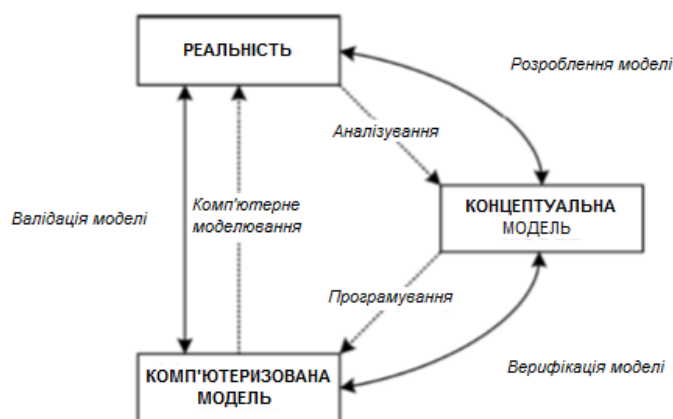 РЕАЛЬНІСТЬ
Розроблення моделі
Аналізування
Валідація моделі
Комп'ютерне
моделювання
КОНЦЕПТУАЛЬНА
МОДЕЛЬ
Програмування
Верифікація моделі
КОМП'ЮТЕРИЗОВАНА
МОДЕЛЬ